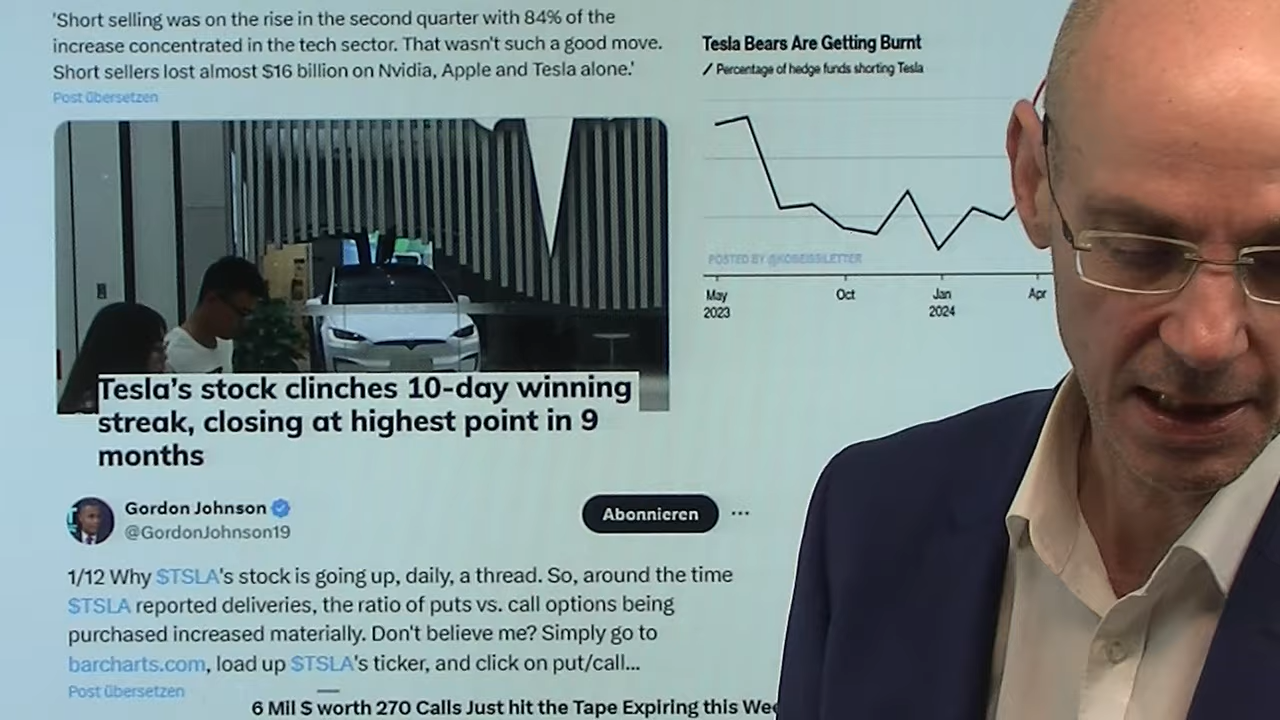 'Short selling was on the rise in the second quarter with 84% of the
increase concentrated in the tech sector. That wasn't such a good move.
Short sellers lost almost $16 billion on Nvidia, Apple and Tesla alone.'
Post übersetzen
Tesla's stock clinches 10-day winning
streak, closing at highest point in 9
months
Gordon Johnson
@GordonJohnson19
Abonnieren
1/12 Why $TSLA's stock is going up, daily, a thread. So, around the time
$TSLA reported deliveries, the ratio of puts vs. call options being
purchased increased materially. Don't believe me? Simply go to
barcharts.com, load up $TSLA's ticker, and click on put/call...
Post übersetzen
6 Mil $ worth 270 Calls Just hit the Tape Expiring this Wee
Tesla Bears Are Getting Burnt
Percentage of hedge funds shorting Tesla
POSTED BY @KOBEISSILETTER
May Oct Jan Apr
2023 2024